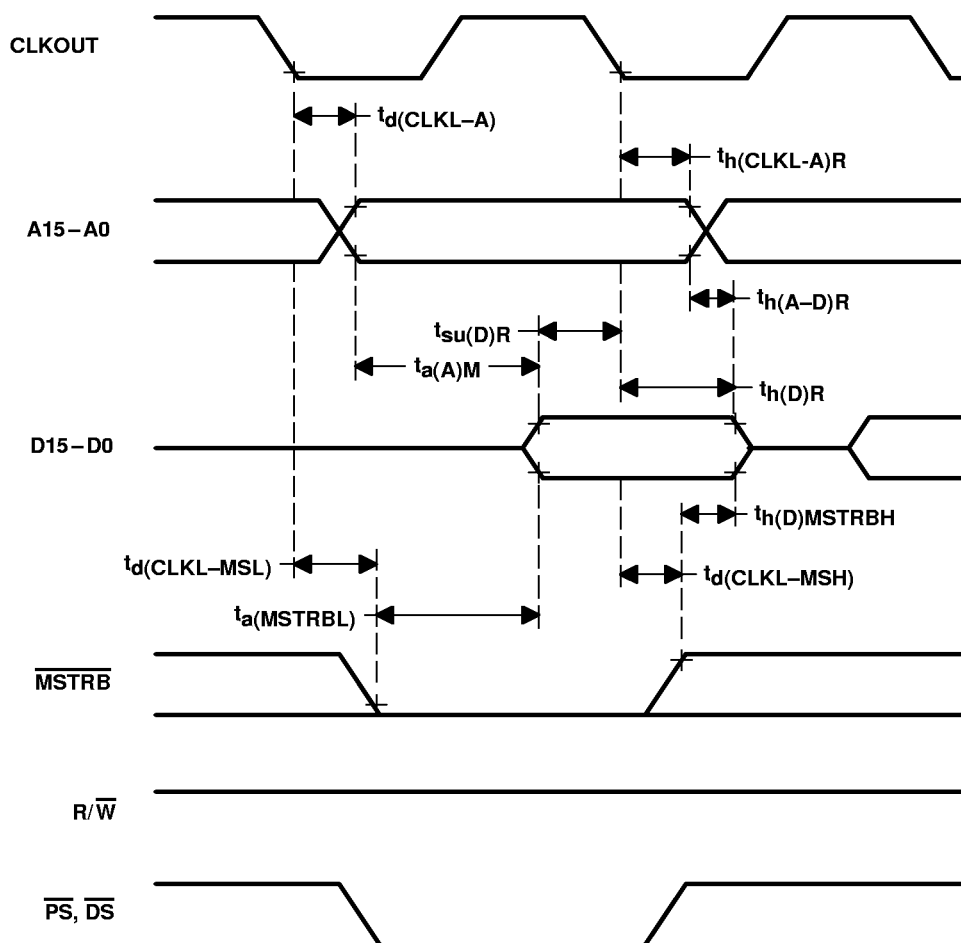 CLKOUT
td(CLKL–A)
th(CLKL-A)R
A15–A0
th(A–D)R
tsu(D)R
ta(A)M
th(D)R
D15–D0
th(D)MSTRBH
td(CLKL–MSL)
td(CLKL–MSH)
ta(MSTRBL)
MSTRB
R/W
PS, DS